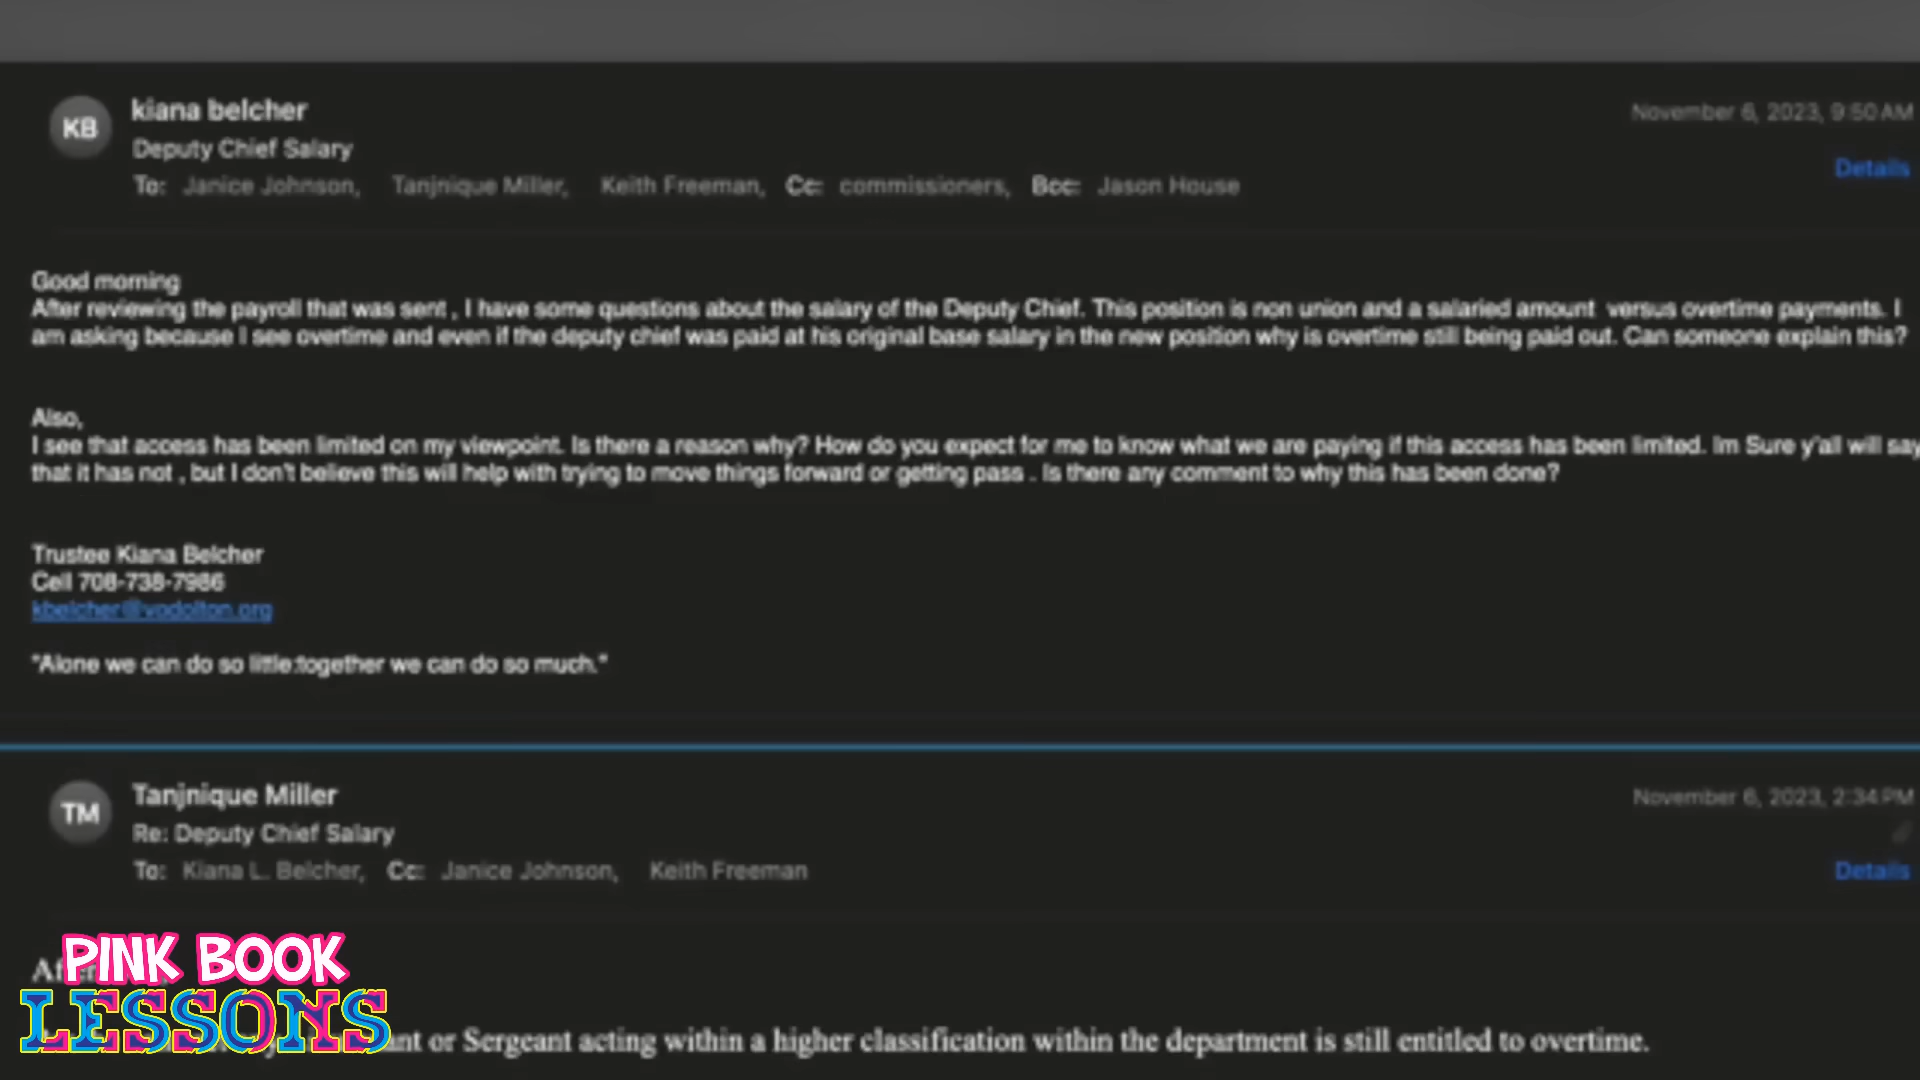 KB
kiana belcher
November 6, 2023, 9:50 AM
Deputy Chief Salary
Details
To: Janice Johnson, Tanjnique Miller, Keith Freeman, Cc: commissioners, Bcc: Jason House
Good morning
After reviewing the payroll that was sent , I have some questions about the salary of the Deputy Chief. This position is non union and a salaried amount versus overtime payments. I
am asking because I see overtime and even if the deputy chief was paid at his original base salary in the new position why is overtime still being paid out. Can someone explain this?
Also,
I see that access has been limited on my viewpoint. Is there a reason why? How do you expect for me to know what we are paying if this access has been limited. Im Sure y'all will say
that it has not , but I don't believe this will help with trying to move things forward or getting pass . Is there any comment to why this has been done?
Trustee Kiana Belcher
Cell 708-738-7986
kbelcher@vodolton.org
"Alone we can do so little:together we can do so much."
TM
Tanjnique Miller
November 6, 2023, 2:34 PM
Re: Deputy Chief Salary
To: Kiana L. Belcher, Cc: Janice Johnson, Keith Freeman
Details
PINK BOOK
LESSONS
or Sergeant acting within a higher classification within the department is still entitled to overtime.